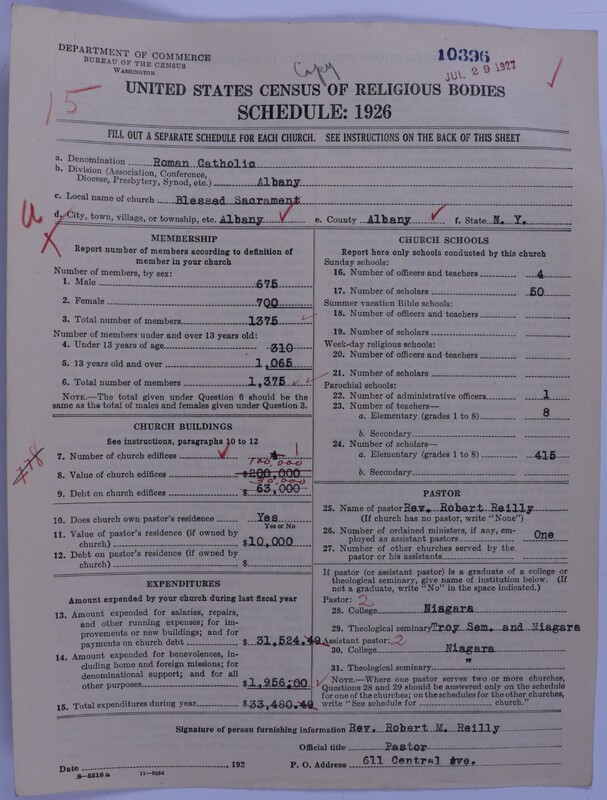 DEPARTMENT OF COMMERCE
BUREAU OF THE CENSUS
WASHINGTON
Copy
10396
JUL 29 1927
15
UNITED STATES CENSUS OF RELIGIOUS BODIES
SCHEDULE: 1926
FILL OUT A SEPARATE SCHEDULE FOR EACH CHURCH. SEE INSTRUCTIONS ON THE BACK OF THIS SHEET
a. Denomination Roman Catholic
b. Division (Association, Conference,
Diocese, Presbytery, Synod, etc.) Albany
c. Local name of church Blessed Sacrament
d. City, town, village, or township, etc. Albany e. County Albany f. State N. Y.
MEMBERSHIP
Report number of members according to definition of
member in your church
Number of members, by sex:
1. Male 675
2. Female 700
3. Total number of members 1375
Number of members under and over 13 years old:
4. Under 13 years of age 310
5. 13 years old and over 1,065
6. Total number of members 1,375
NOTE.—The total given under Question 6 should be
the same as the total of males and females given under Question 3.
CHURCH BUILDINGS
See instructions, paragraphs 10 to 12
7. Number of church edifices 4 1
8. Value of church edifices $200,000
9. Debt on church edifices $ 63,000
10. Does church own pastor's residence Yes
Yes or No
11. Value of pastor's residence (if owned by
church) $10,000
12. Debt on pastor's residence (if owned by
church) $
EXPENDITURES
Amount expended by your church during last fiscal year
13. Amount expended for salaries, repairs,
and other running expenses; for im-
provements or new buildings; and for
payments on church debt $ 31,524.49
14. Amount expended for benevolences, in-
cluding home and foreign missions; for
denominational support; and for all
other purposes $1,956.00
15. Total expenditures during year $33,480.49
CHURCH SCHOOLS
Report here only schools conducted by this church
Sunday schools:
16. Number of officers and teachers 4
17. Number of scholars 50
Summer vacation Bible schools:
18. Number of officers and teachers
19. Number of scholars
Week-day religious schools:
20. Number of officers and teachers
21. Number of scholars
Parochial schools:
22. Number of administrative officers 1
23. Number of teachers—
a. Elementary (grades 1 to 8) 8
b. Secondary
24. Number of scholars—
a. Elementary (grades 1 to 8) 415
b. Secondary
PASTOR
25. Name of pastor Rev. Robert Reilly
(If church has no pastor, write "None")
26. Number of ordained ministers, if any, em-
ployed as assistant pastors One
27. Number of other churches served by the
pastor or his assistants
If pastor (or assistant pastor) is a graduate of a college or
theological seminary, give name of institution below. (If
not a graduate, write "No" in the space indicated.)
Pastor: 2
28. College Niagara
29. Theological seminary Troy Sem. and Niagara
Assistant pastor: 2
30. College Niagara
31. Theological seminary "
NOTE.—Where one pastor serves two or more churches,
Questions 28 and 29 should be answered only on the schedule
for one of the churches; on the schedules for the other churches,
write "See schedule for church."
Signature of person furnishing information Rev. Robert M. Reilly
Official title Pastor
Date , 192 P. O. Address 611 Central Ave.
11—9054